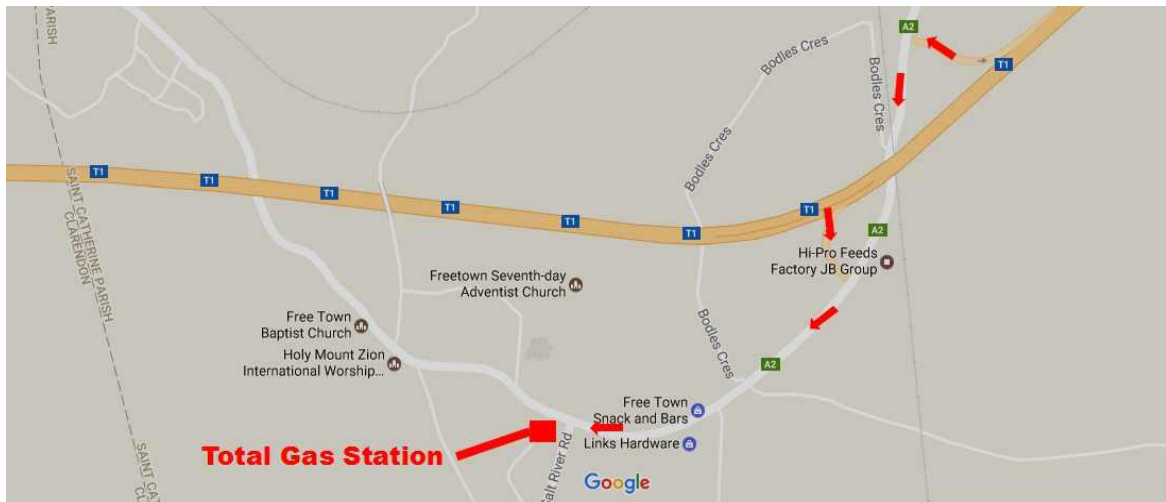 PARISH
A2
Bodles Cres
T1
Bodles Cres
Bodles Cres
T1
T1
T1
T1
T1
T1
T1
T1
SAINT CATHERINE PARISH
CLARENDON
A2
Hi-Pro Feeds
Factory JB Group
Freetown Seventh-day
Adventist Church
Free Town
Baptist Church
Holy Mount Zion
International Worship...
Bodles Cres
A2
Free Town
Snack and Bars
Links Hardware
Total Gas Station
Salt River Rd
Google